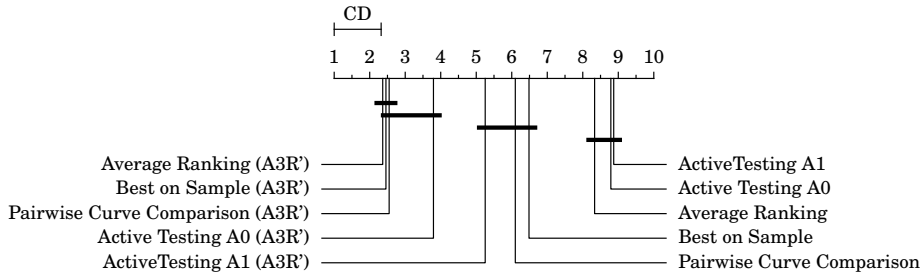 CD
1 2 3 4 5 6 7 8 9 10
Average Ranking (A3R') ActiveTesting A1
Best on Sample (A3R') Active Testing A0
Pairwise Curve Comparison (A3R') Average Ranking
Active Testing A0 (A3R') Best on Sample
ActiveTesting A1 (A3R') Pairwise Curve Comparison